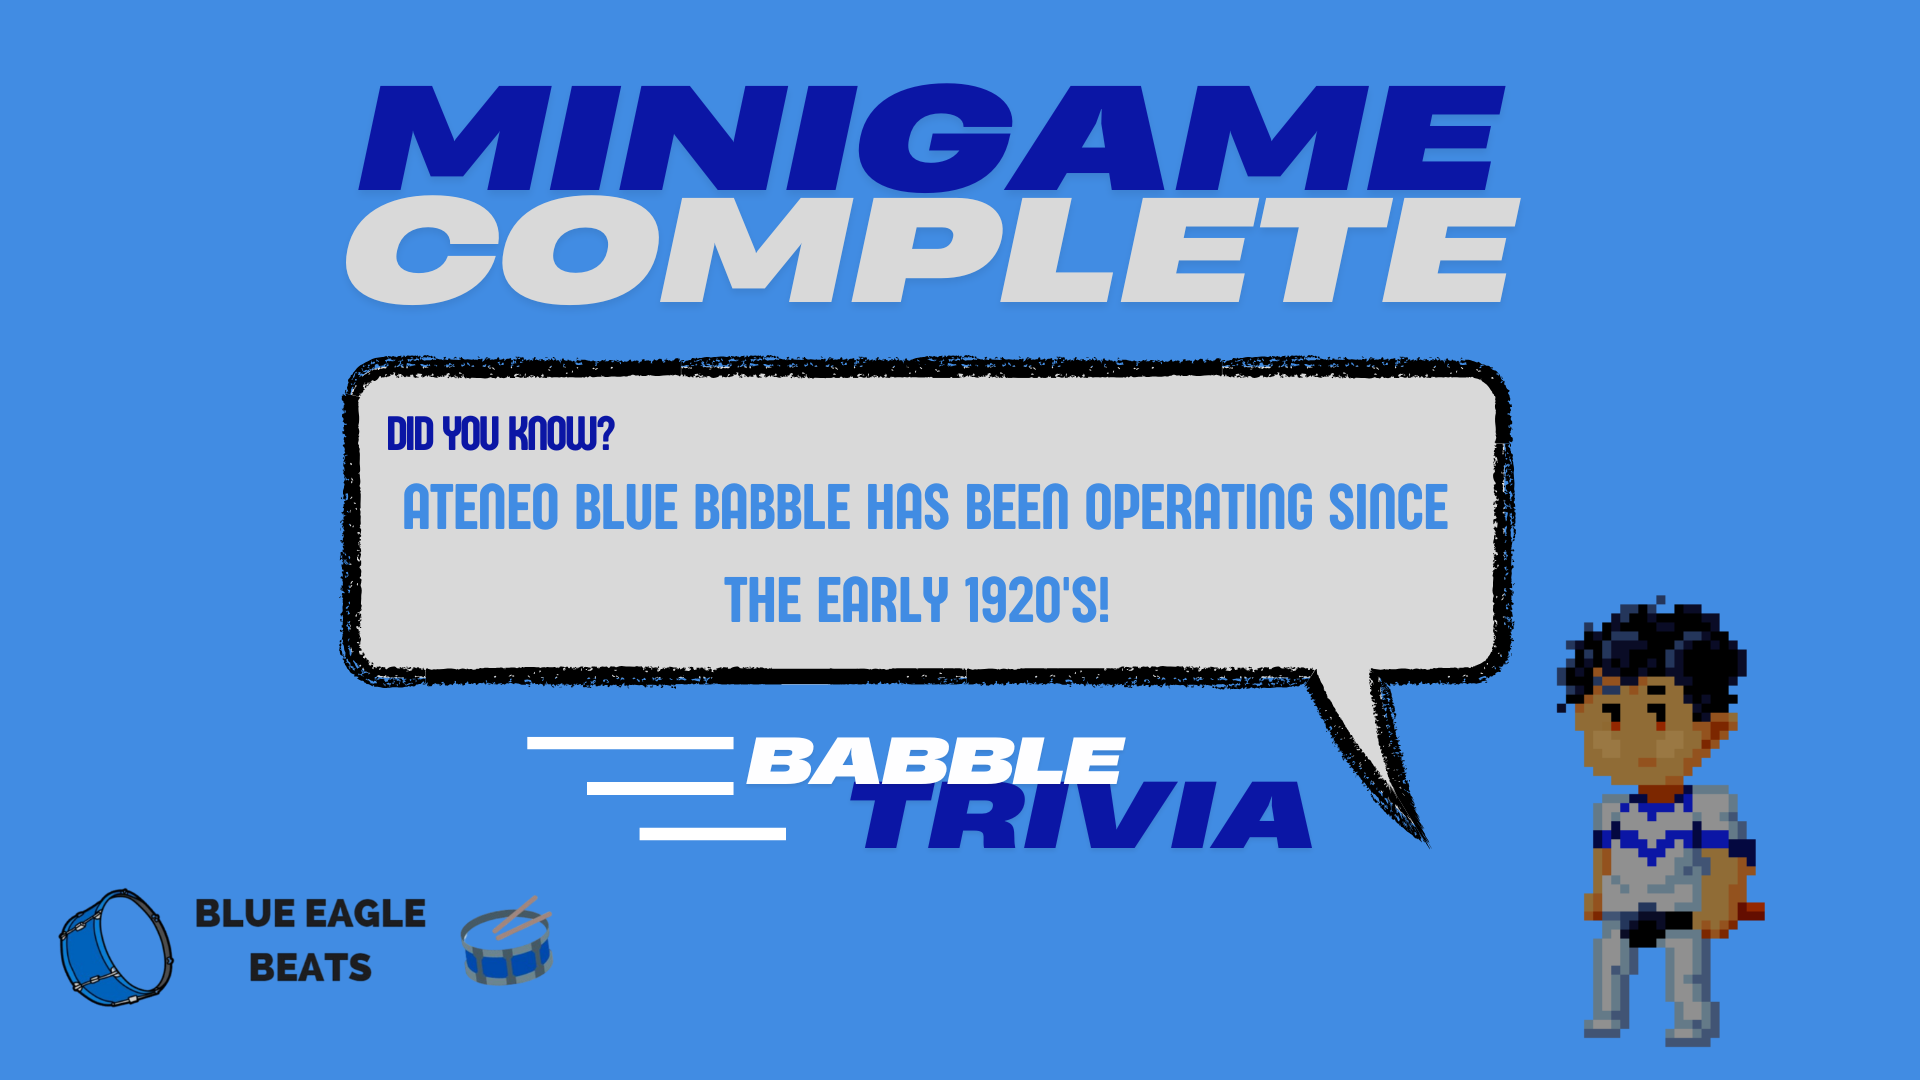 MINIGAME
COMPLETE
DID YOU KNOW?
ATENEO BLUE BABBLE HAS BEEN OPERATING SINCE
THE EARLY 1920'S!
BABBLE
TRIVIA
BLUE EAGLE
BEATS